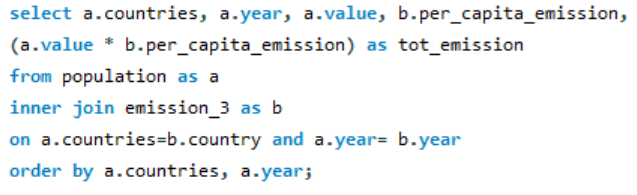 select a.countries, a.year, a.value, b.per_capita_emission,
(a.value * b.per_capita_emission) as tot_emission
from population as a
inner join emission_3 as b
on a.countries=b.country and a.year= b.year
order by a.countries, a.year;